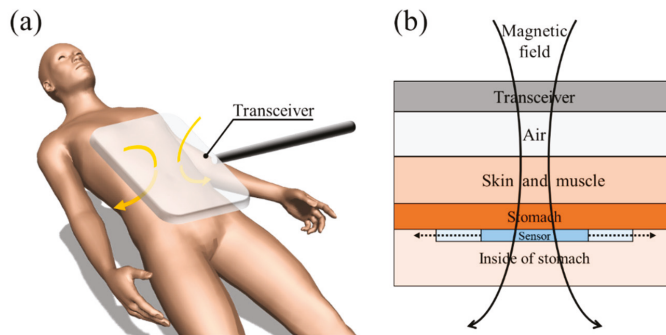 (a)
Transceiver
(b)
Magnetic
field
Transceiver
Air
Skin and muscle
Stomach
Sensor
Inside of stomach